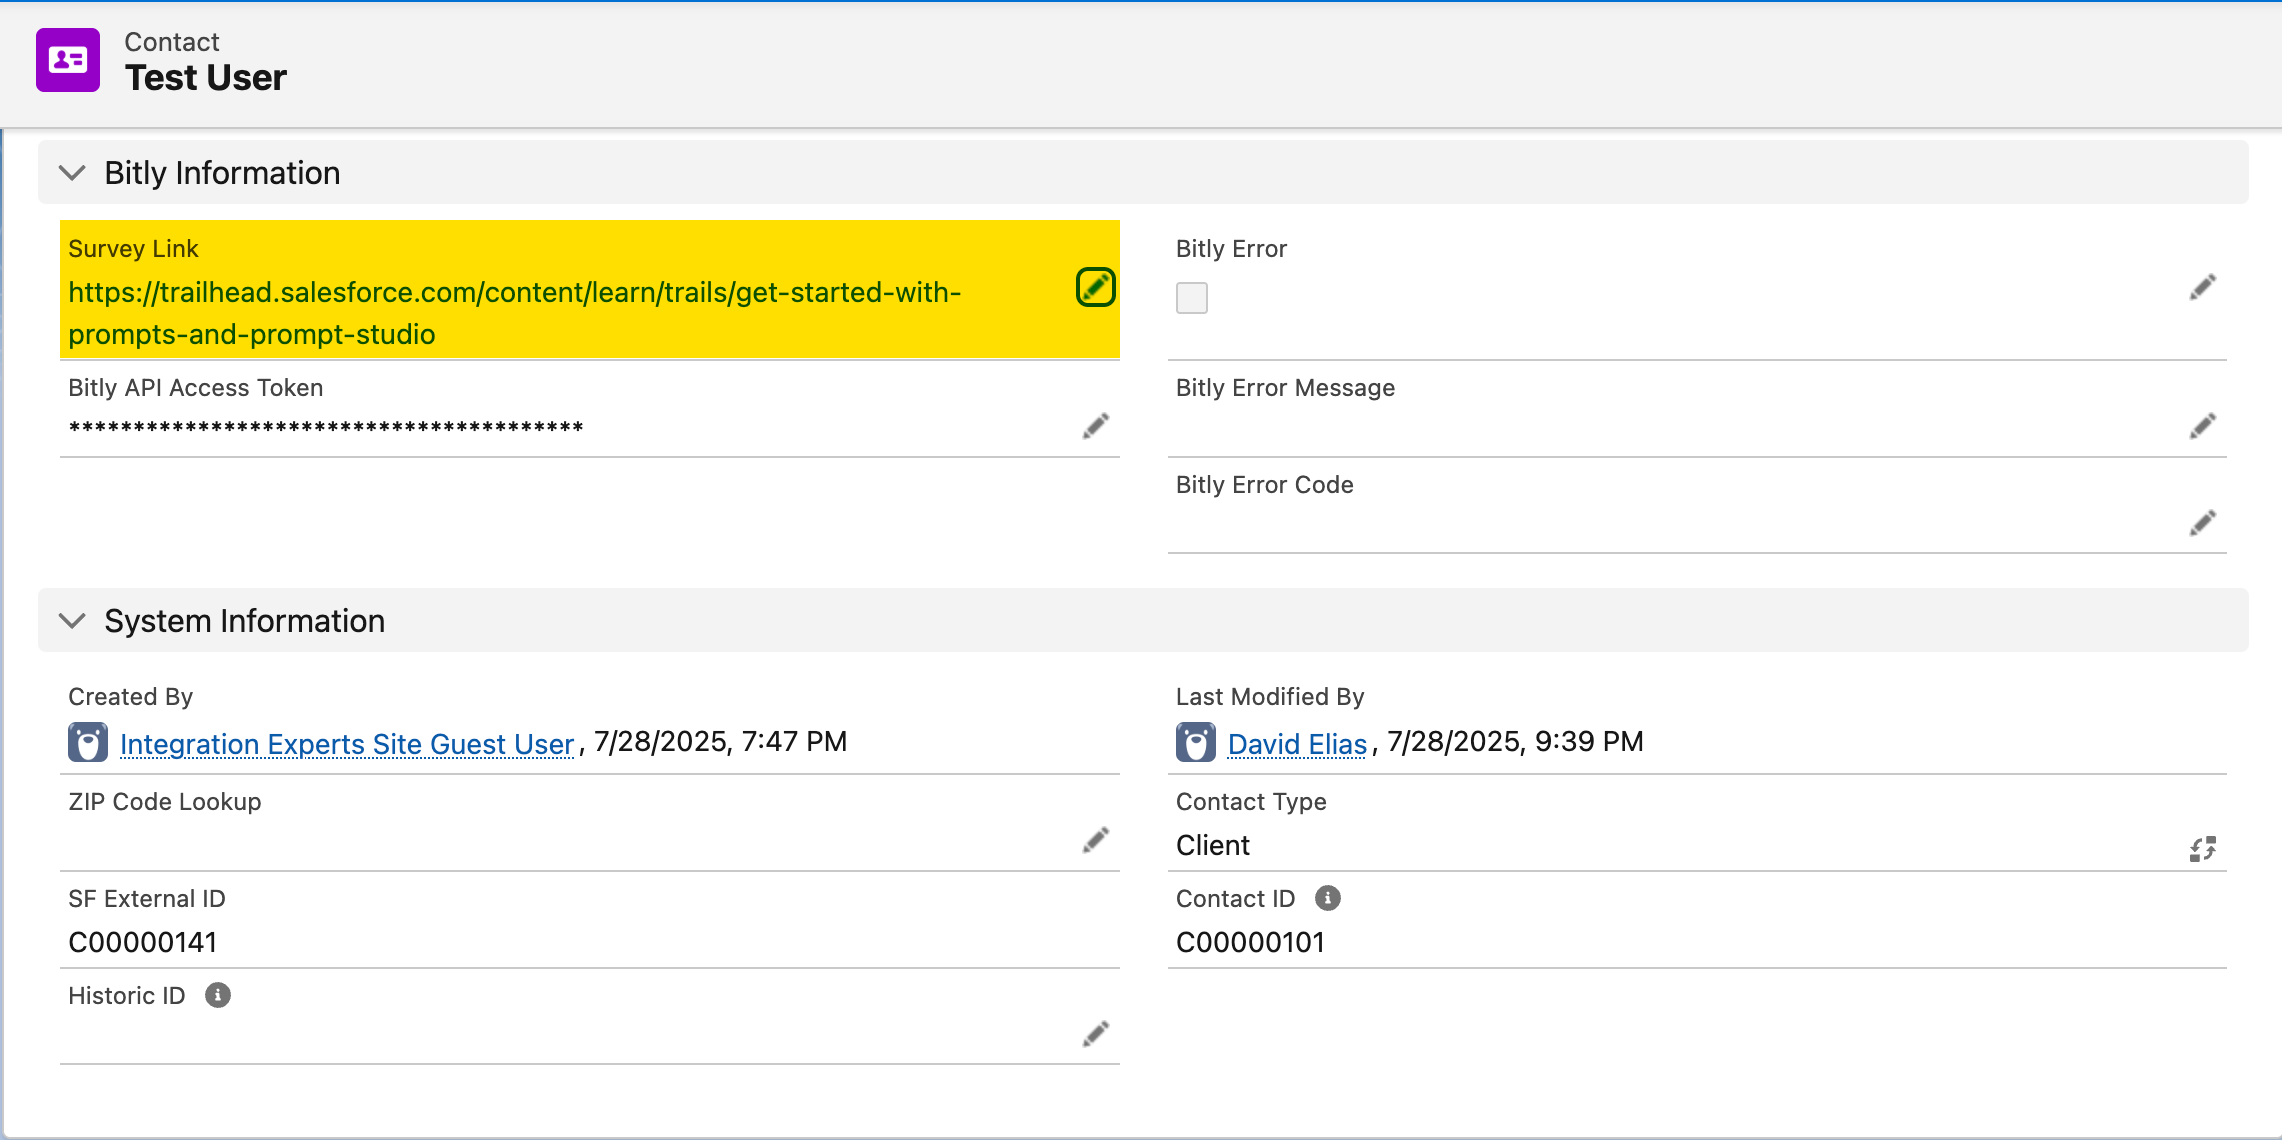 Contact
Test User
Bitly Information
Survey Link
https://trailhead.salesforce.com/content/learn/trails/get-started-with-
prompts-and-prompt-studio
Bitly Error
Bitly API Access Token
****************************************
Bitly Error Message
Bitly Error Code
System Information
Created By
Integration Experts Site Guest User, 7/28/2025, 7:47 PM
Last Modified By
David Elias, 7/28/2025, 9:39 PM
ZIP Code Lookup
Contact Type
Client
SF External ID
C00000141
Contact ID
C00000101
Historic ID